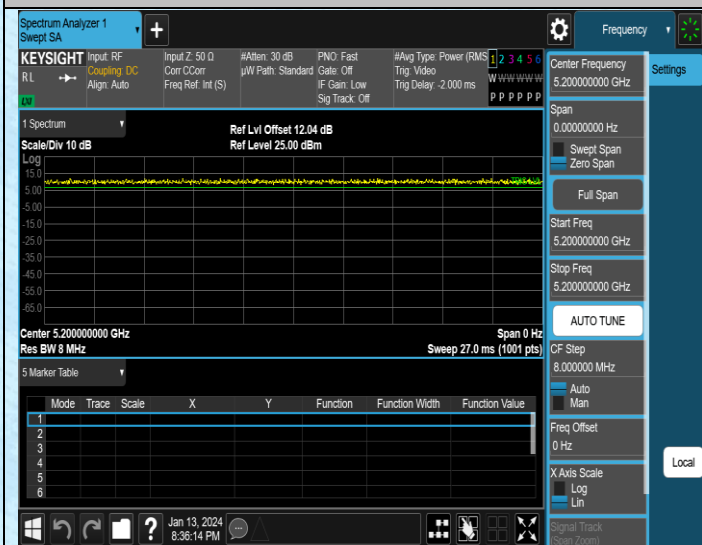 Spectrum Analyzer 1
Swept SA
Frequency
KEYSIGHT
RL
Input: RF
Coupling: DC
Align: Auto
Input Z: 50 Ω
Corr CCorr
Freq Ref: Int (S)
#Atten: 30 dB
µW Path: Standard
PNO: Fast
Gate: Off
IF Gain: Low
Sig Track: Off
#Avg Type: Power (RMS
Trig: Video
Trig Delay: -2.000 ms
1 2 3 4 5 6
W W W W W W
P P P P P P
1 Spectrum
Scale/Div 10 dB
Ref Lvl Offset 12.04 dB
Ref Level 25.00 dBm
Log
15.0
5.00
-5.00
-15.0
-25.0
-35.0
-45.0
-55.0
-65.0
Center 5.200000000 GHz
Span 0 Hz
Res BW 8 MHz
Sweep 27.0 ms (1001 pts)
5 Marker Table
Mode Trace Scale X Y Function Function Width Function Value
1
2
3
4
5
6
Jan 13, 2024
8:36:14 PM
Center Frequency
5.200000000 GHz
Span
0.00000000 Hz
Swept Span
Zero Span
Full Span
Start Freq
5.200000000 GHz
Stop Freq
5.200000000 GHz
AUTO TUNE
CF Step
8.000000 MHz
Auto
Man
Freq Offset
0 Hz
X Axis Scale
Log
Lin
Signal Track
(Span Zoom)
Settings
Local